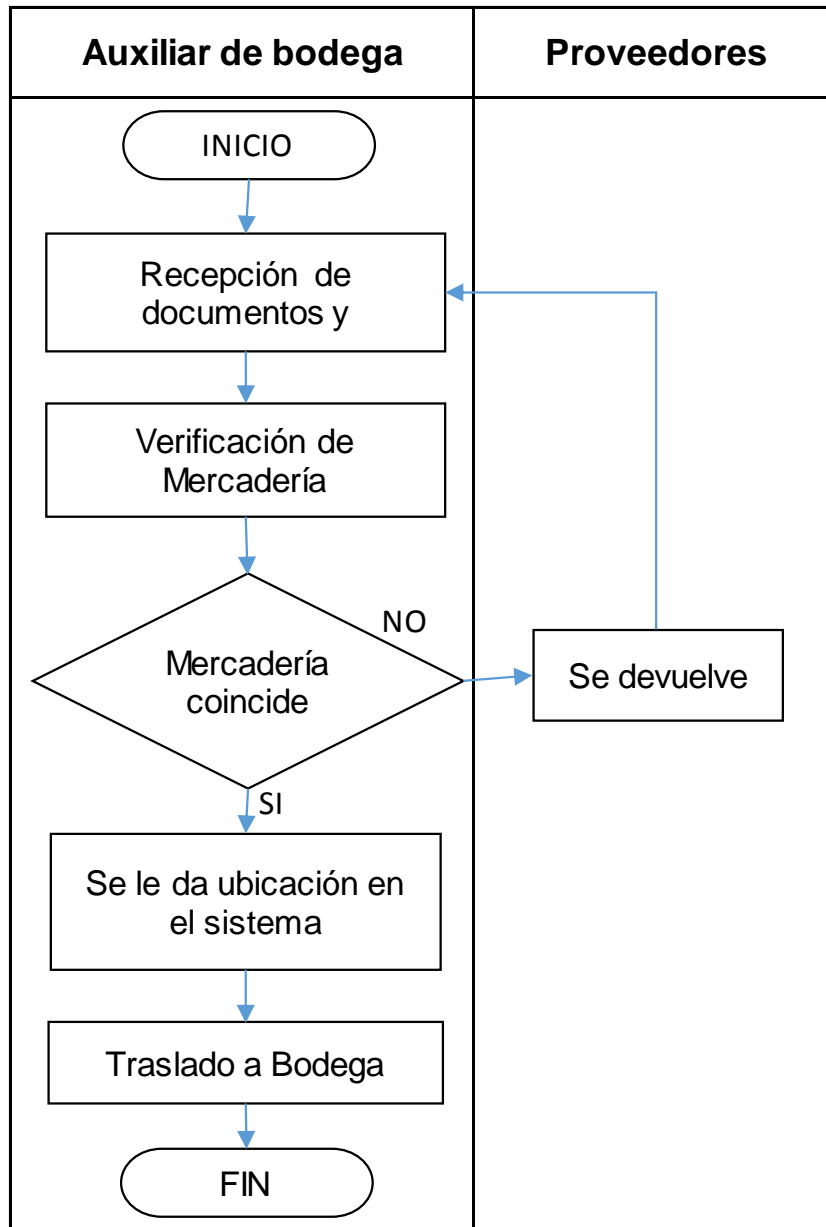 Auxiliar de bodega
Proveedores
INICIO
Recepción de
documentos y
Verificación de
Mercadería
NO
Mercadería
coincide
Se devuelve
SI
Se le da ubicación en
el sistema
Traslado a Bodega
FIN